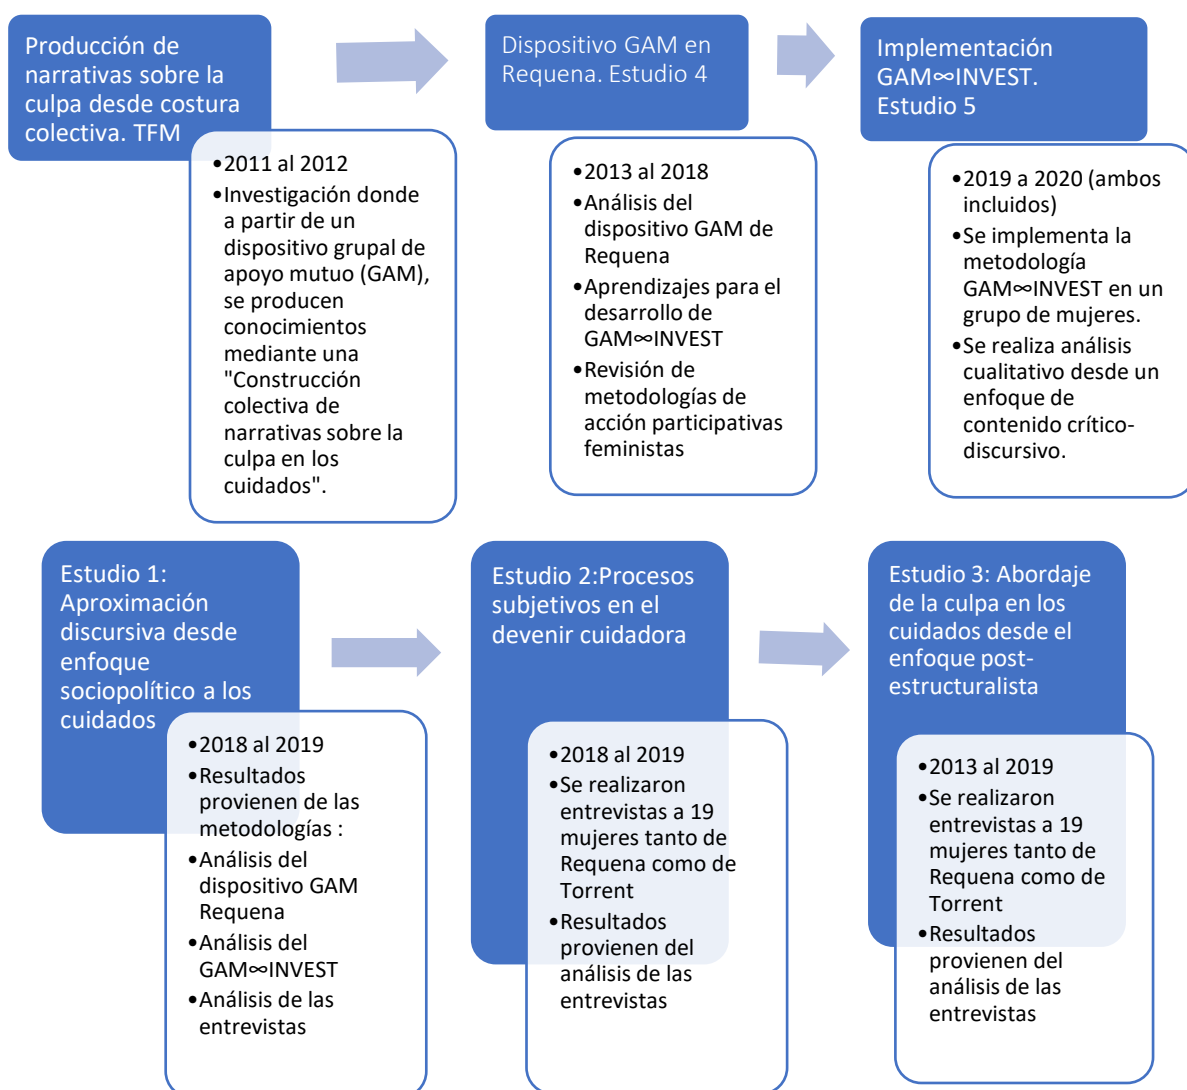 Producción de
narrativas sobre la
culpa desde costura
colectiva. TFM
•2011 al 2012
•Investigación donde
a partir de un
dispositivo grupal de
apoyo mutuo (GAM),
se producen
conocimientos
mediante una
"Construcción
colectiva de
narrativas sobre la
culpa en los
cuidados".
Dispositivo GAM en
Requena. Estudio 4
•2013 al 2018
•Análisis del
dispositivo GAM de
Requena
•Aprendizajes para el
desarrollo de
GAM∞INVEST
•Revisión de
metodologías de
acción participativas
feministas
Implementación
GAM∞INVEST.
Estudio 5
•2019 a 2020 (ambos
incluidos)
•Se implementa la
metodología
GAM∞INVEST en un
grupo de mujeres.
•Se realiza análisis
cualitativo desde un
enfoque de
contenido crítico-
discursivo.
Estudio 1:
Aproximación
discursiva desde
enfoque
sociopolítico a los
cuidados
•2018 al 2019
•Resultados
provienen de las
metodologías :
•Análisis del
dispositivo GAM
Requena
•Análisis del
GAM∞INVEST
•Análisis de las
entrevistas
Estudio 2:Procesos
subjetivos en el
devenir cuidadora
•2018 al 2019
•Se realizaron
entrevistas a 19
mujeres tanto de
Requena como de
Torrent
•Resultados
provienen del
análisis de las
entrevistas
Estudio 3: Abordaje
de la culpa en los
cuidados desde el
enfoque post-
estructuralista
•2013 al 2019
•Se realizaron
entrevistas a 19
mujeres tanto de
Requena como de
Torrent
•Resultados
provienen del
análisis de las
entrevistas